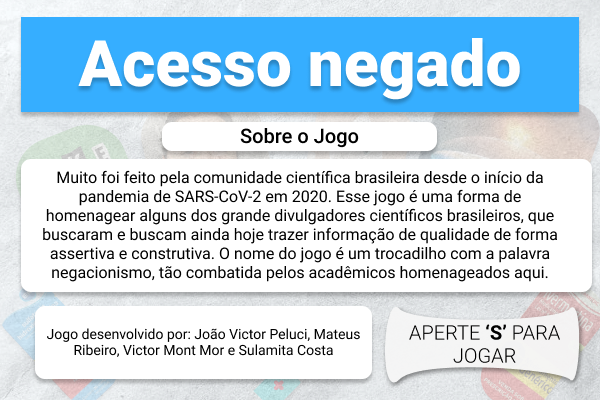 Acesso negado
Sobre o Jogo
Muito foi feito pela comunidade científica brasileira desde o início da
pandemia de SARS-CoV-2 em 2020. Esse jogo é uma forma de
homenagear alguns dos grande divulgadores científicos brasileiros, que
buscaram e buscam ainda hoje trazer informação de qualidade de forma
assertiva e construtiva. O nome do jogo é um trocadilho com a palavra
negacionismo, tão combatida pelos acadêmicos homenageados aqui.
Jogo desenvolvido por: João Victor Peluci, Mateus
Ribeiro, Victor Mont Mor e Sulamita Costa
APERTE ‘S’ PARA
JOGAR